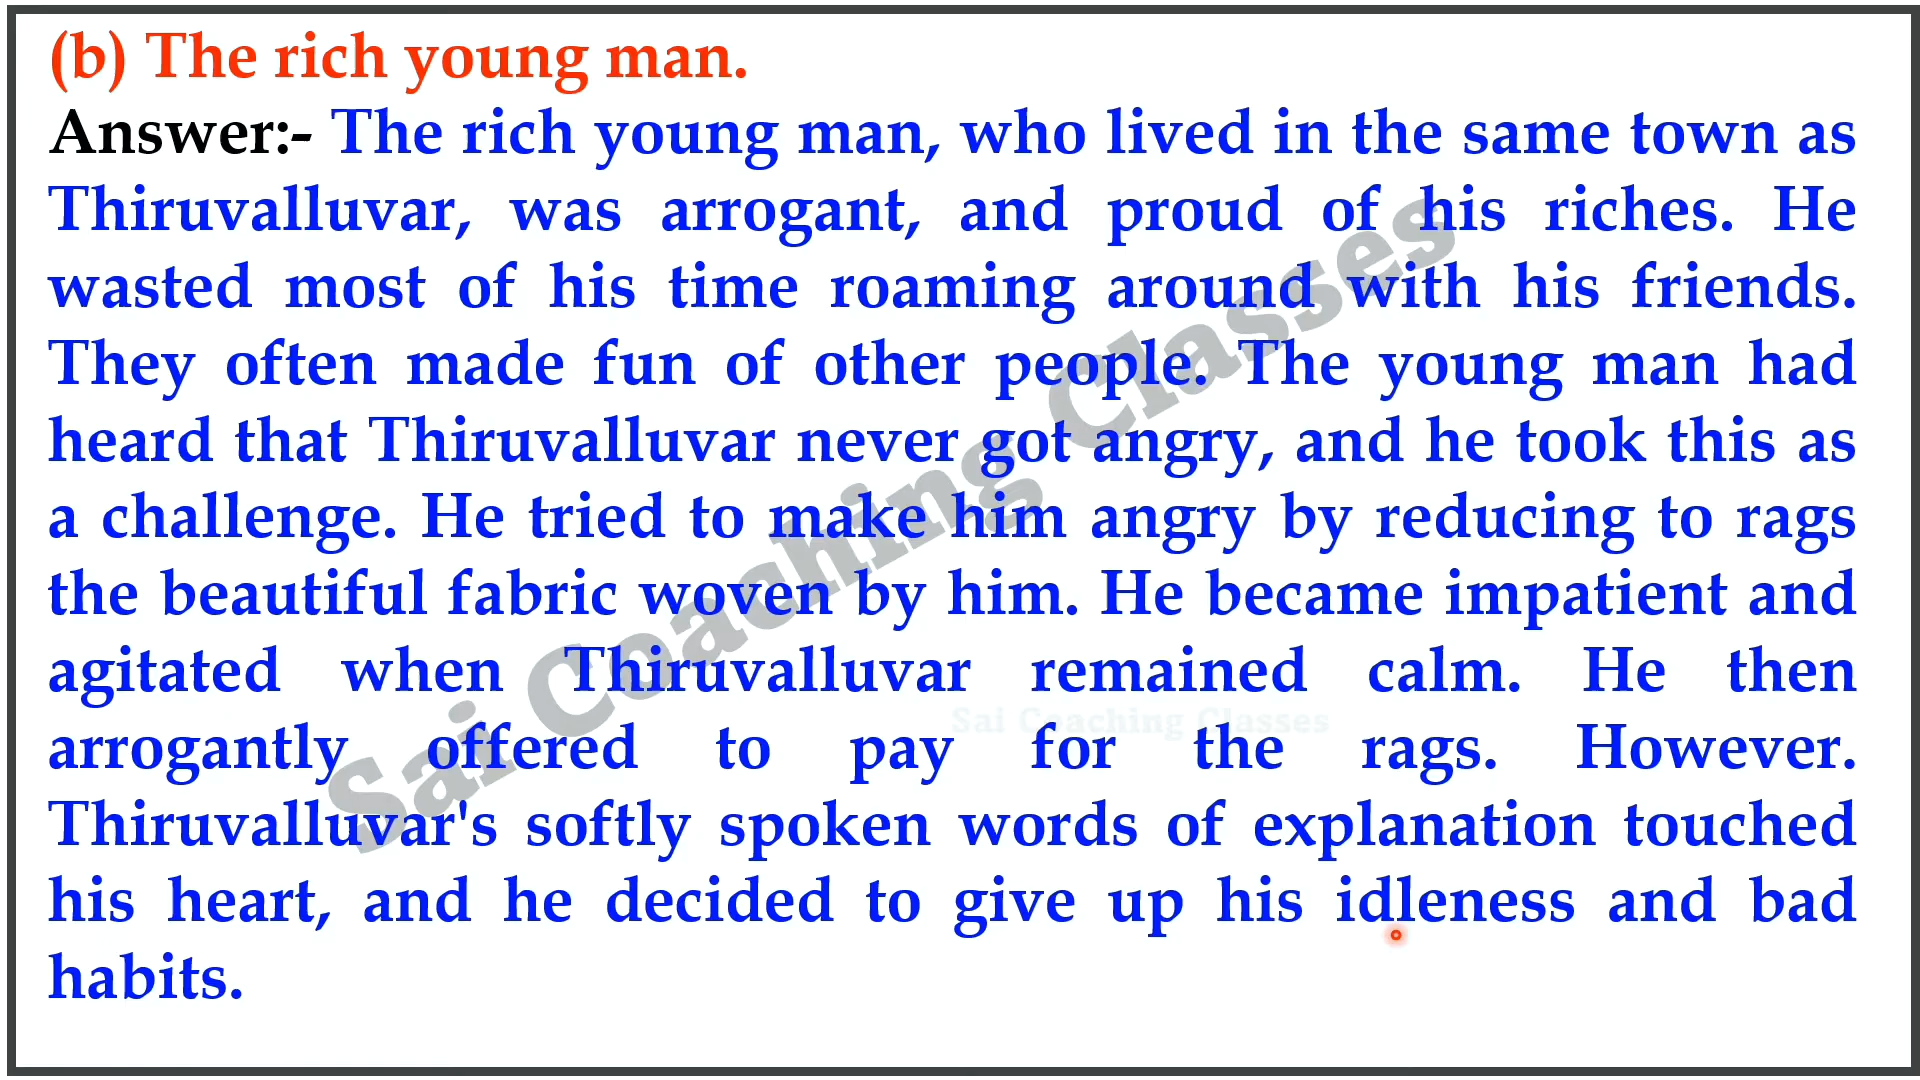 (b) The rich young man.
Answer:- The rich young man, who lived in the same town as
Thiruvalluvar, was arrogant, and proud of his riches. He
wasted most of his time roaming around with his friends.
They often made fun of other people. The young man had
heard that Thiruvalluvar never got angry, and he took this as
a challenge. He tried to make him angry by reducing to rags
the beautiful fabric woven by him. He became impatient and
agitated when Thiruvalluvar remained calm. He then
arrogantly offered to pay for the rags. However.
Thiruvalluvar's softly spoken words of explanation touched
his heart, and he decided to give up his idleness and bad
habits.
Sai Coaching Classes
Sai Coaching Classes